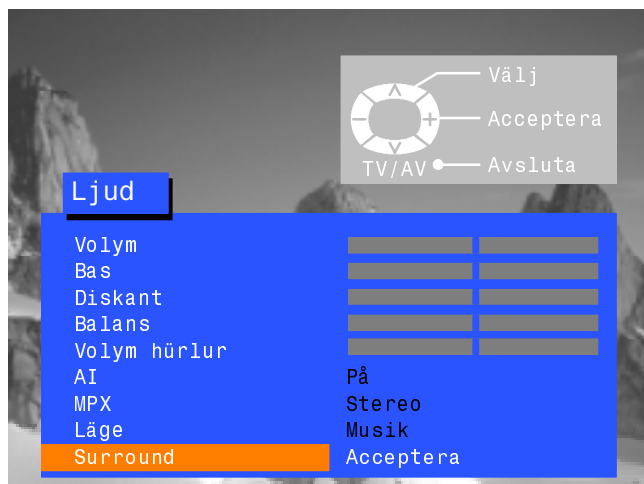 Välj
Acceptera
TV/AV Avsluta
Ljud
Volym
Bas
Diskant
Balans
Volym hürlur
AI På
MPX Stereo
Läge Musik
Surround Acceptera